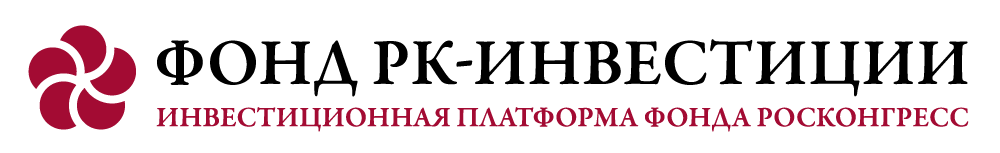 ФОНД РК-ИНВЕСТИЦИИ
ИНВЕСТИЦИОННАЯ ПЛАТФОРМА ФОНДА РОСКОНГРЕСС